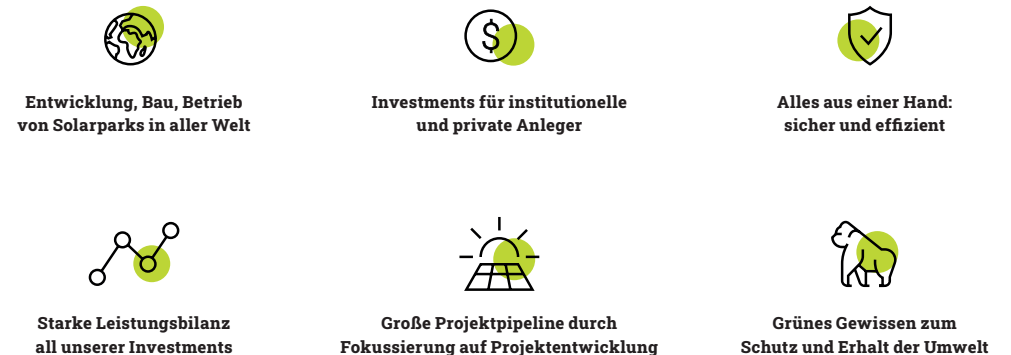 $
Entwicklung, Bau, Betrieb
von Solarparks in aller Welt
Investments für institutionelle
und private Anleger
Alles aus einer Hand:
sicher und effizient
Starke Leistungsbilanz
all unserer Investments
Große Projektpipeline durch
Fokussierung auf Projektentwicklung
Grünes Gewissen zum
Schutz und Erhalt der Umwelt